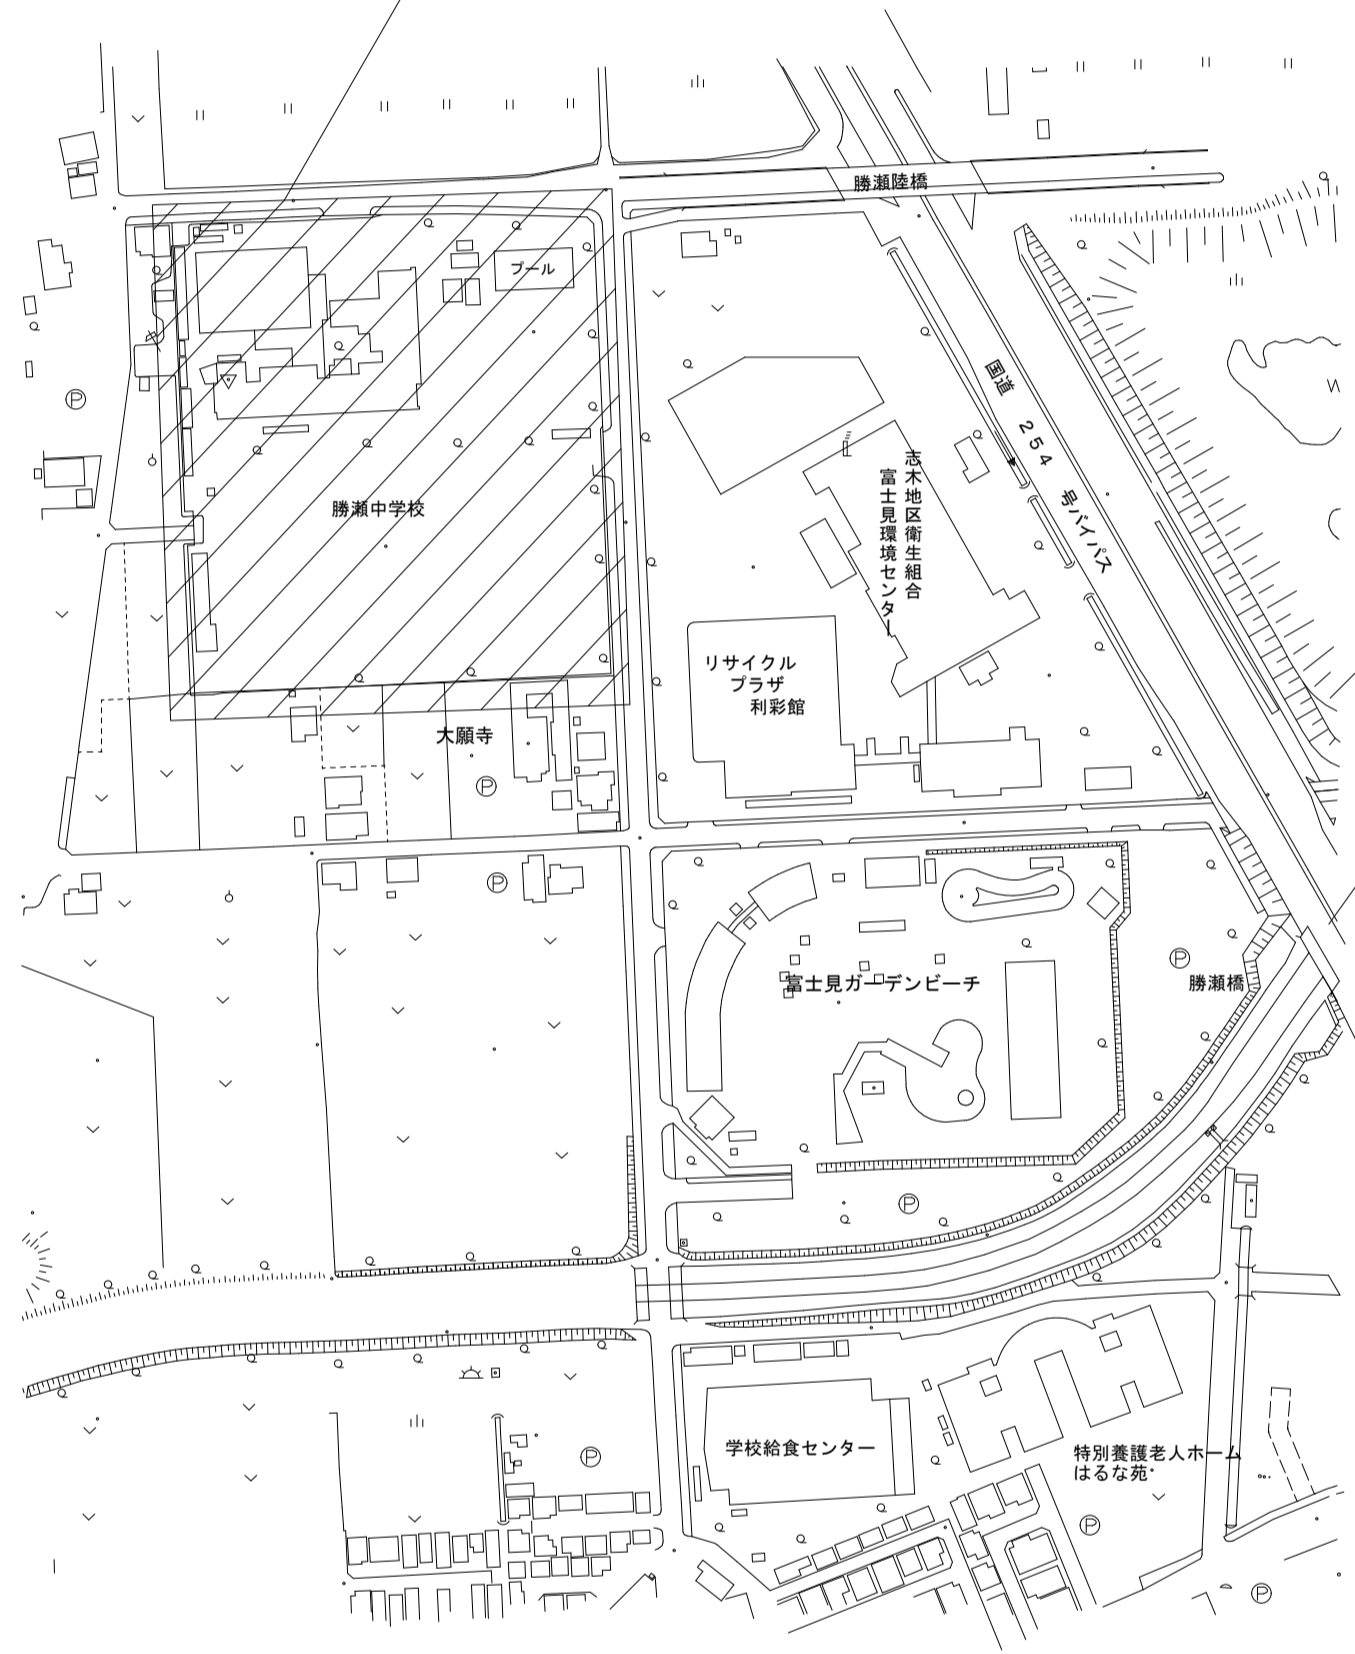 勝瀬陸橋
プール
国道 254 号バイパス
志木地区衛生組合
富士見環境センター
勝瀬中学校
リサイクル
プラザ
利彩館
大願寺
富士見ガーデンビーチ
勝瀬橋
学校給食センター
特別養護老人ホーム
はるな苑
P
P
P
P
P
P
P
P